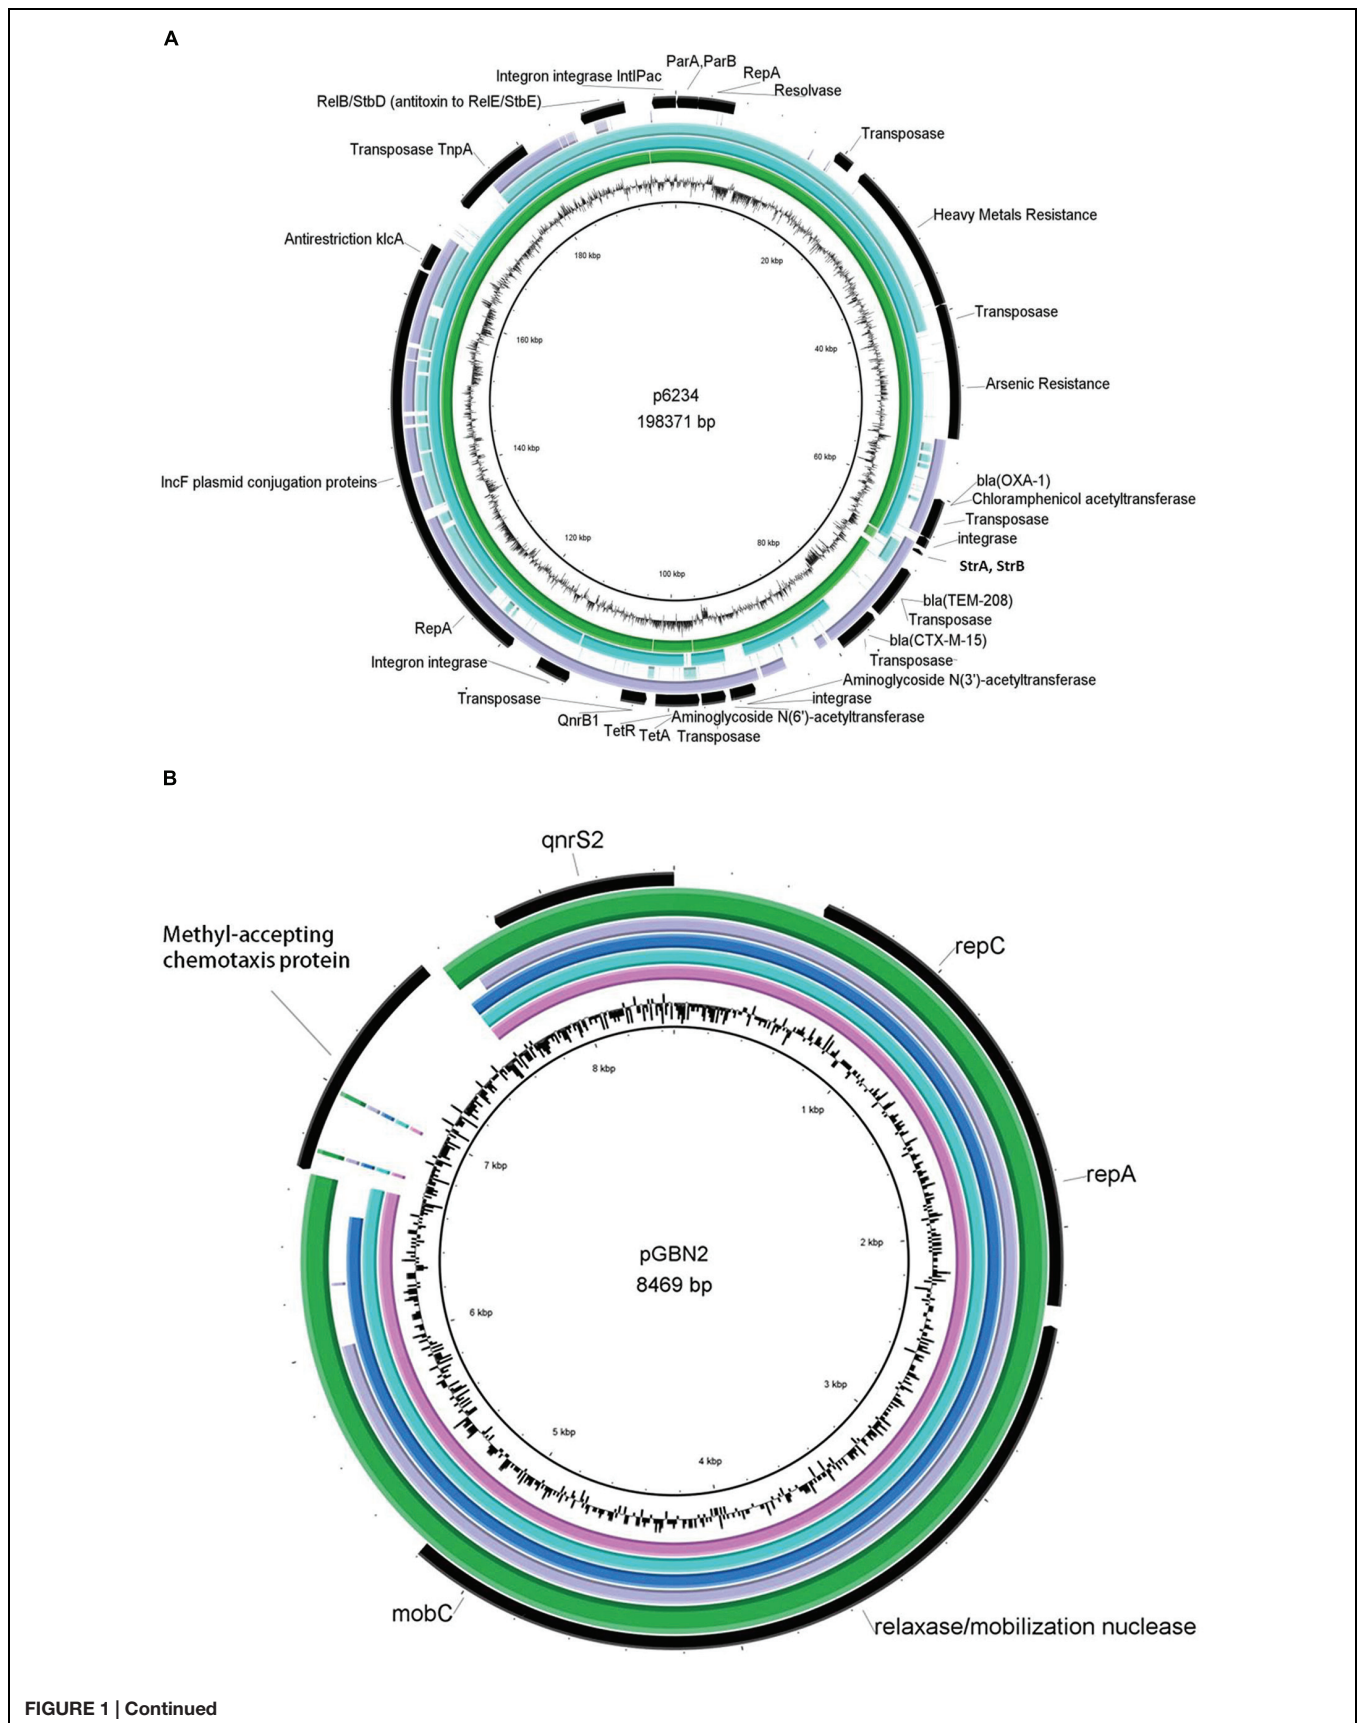 A
ParA,ParB
Integron integrase IntIPac
RepA
Resolvase
RelB/StbD (antitoxin to RelE/StbE)
Transposase
Transposase TnpA
Heavy Metals Resistance
Antirestriction klcA
180 kbp
20 kbp
Transposase
160 kbp
40 kbp
Arsenic Resistance
p6234
198371 bp
140 kbp
60 kbp
IncF plasmid conjugation proteins
bla(OXA-1)
Chloramphenicol acetyltransferase
Transposase
integrase
120 kbp
80 kbp
StrA, StrB
100 kbp
bla(TEM-208)
Transposase
RepA
bla(CTX-M-15)
Integron integrase
Transposase
Aminoglycoside N(3')-acetyltransferase
Transposase
integrase
QnrB1
Aminoglycoside N(6')-acetyltransferase
TetR
TetA
Transposase
B
qnrS2
Methyl-accepting
chemotaxis protein
repC
8 kbp
1 kbp
7 kbp
repA
2 kbp
pGBN2
8469 bp
6 kbp
3 kbp
5 kbp
4 kbp
mobC
relaxase/mobilization nuclease
FIGURE 1 | Continued